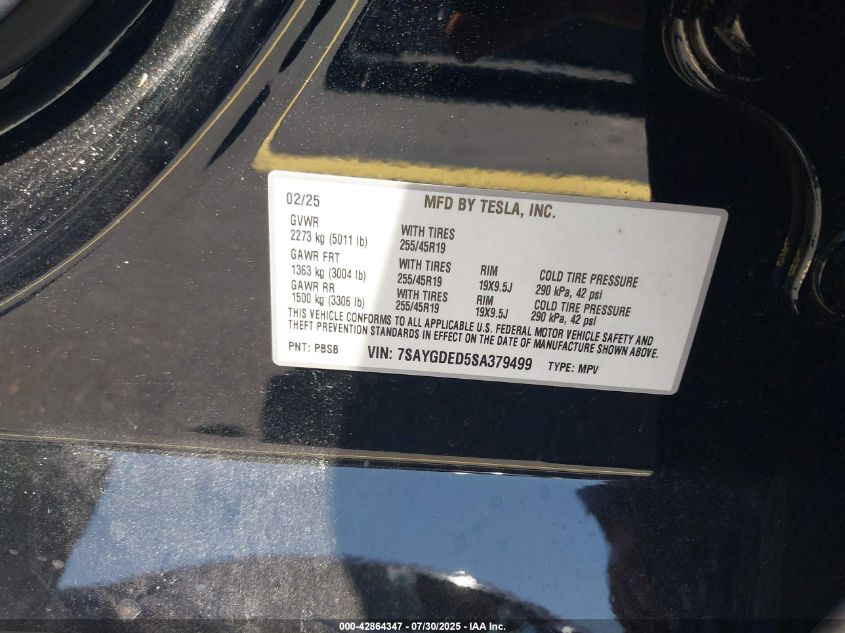 02/25 MFD BY TESLA, INC.
GVWR
2273 kg (5011 lb) WITH TIRES 255/45R19
GAWR FRT
1363 kg (3004 lb) WITH TIRES 255/45R19 RIM 19X9.5J COLD TIRE PRESSURE 290 kPa, 42 psi
GAWR RR
1500 kg (3306 lb) WITH TIRES 255/45R19 RIM 19X9.5J COLD TIRE PRESSURE 290 kPa, 42 psi
THIS VEHICLE CONFORMS TO ALL APPLICABLE U.S. FEDERAL MOTOR VEHICLE SAFETY AND
THEFT PREVENTION STANDARDS IN EFFECT ON THE DATE OF MANUFACTURE SHOWN ABOVE.
PNT: PBSB VIN: 7SAYGDED5SA379499 TYPE: MPV
000-42864347 - 07/30/2025 - IAA Inc.